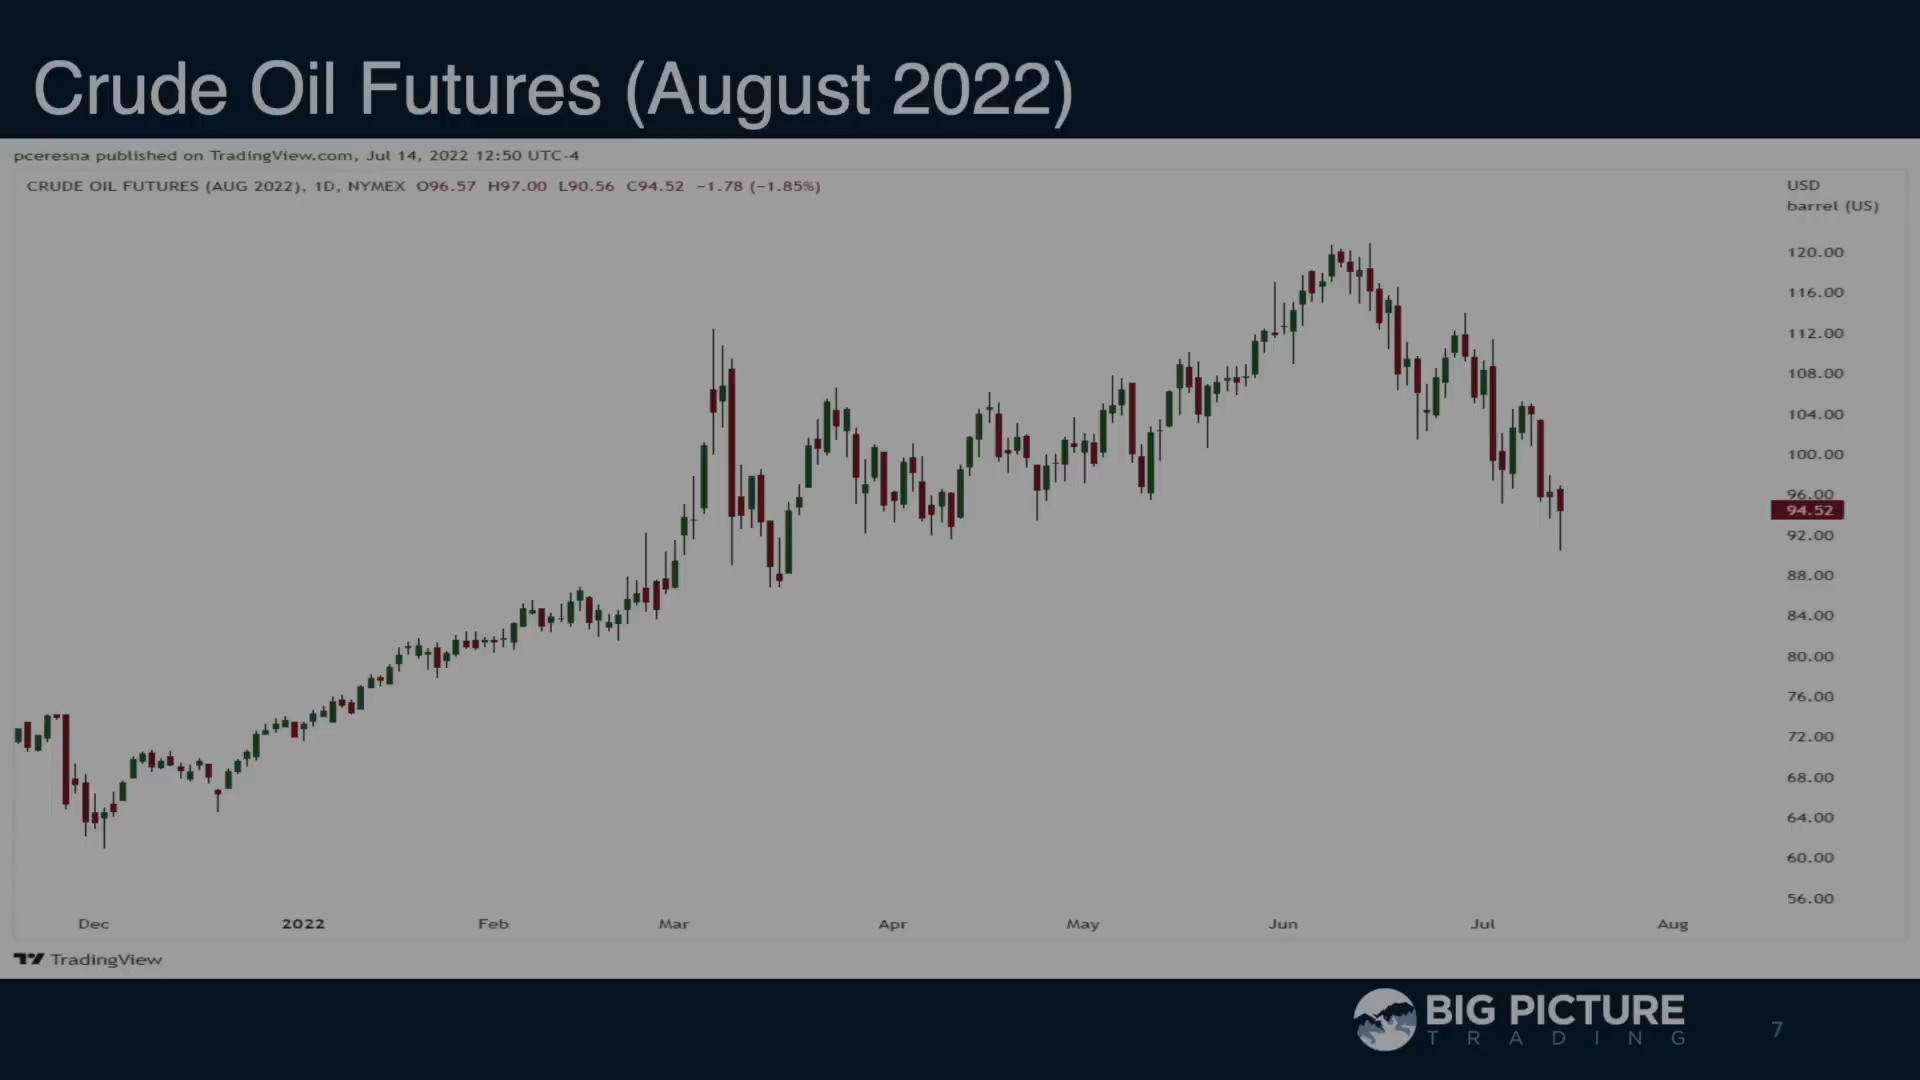 Crude Oil Futures (August 2022)
pceresna published on TradingView.com, Jul 14, 2022 12:50 UTC-4
CRUDE OIL FUTURES (AUG 2022), 1D, NYMEX O96.57 H97.00 L90.56 C94.52 −1.78 (−1.85%)
USD
barrel (US)
120.00
116.00
112.00
108.00
104.00
100.00
96.00
94.52
92.00
88.00
84.00
80.00
76.00
72.00
68.00
64.00
60.00
56.00
Dec 2022 Feb Mar Apr May Jun Jul Aug
TradingView
BIG PICTURE
TRADING
7